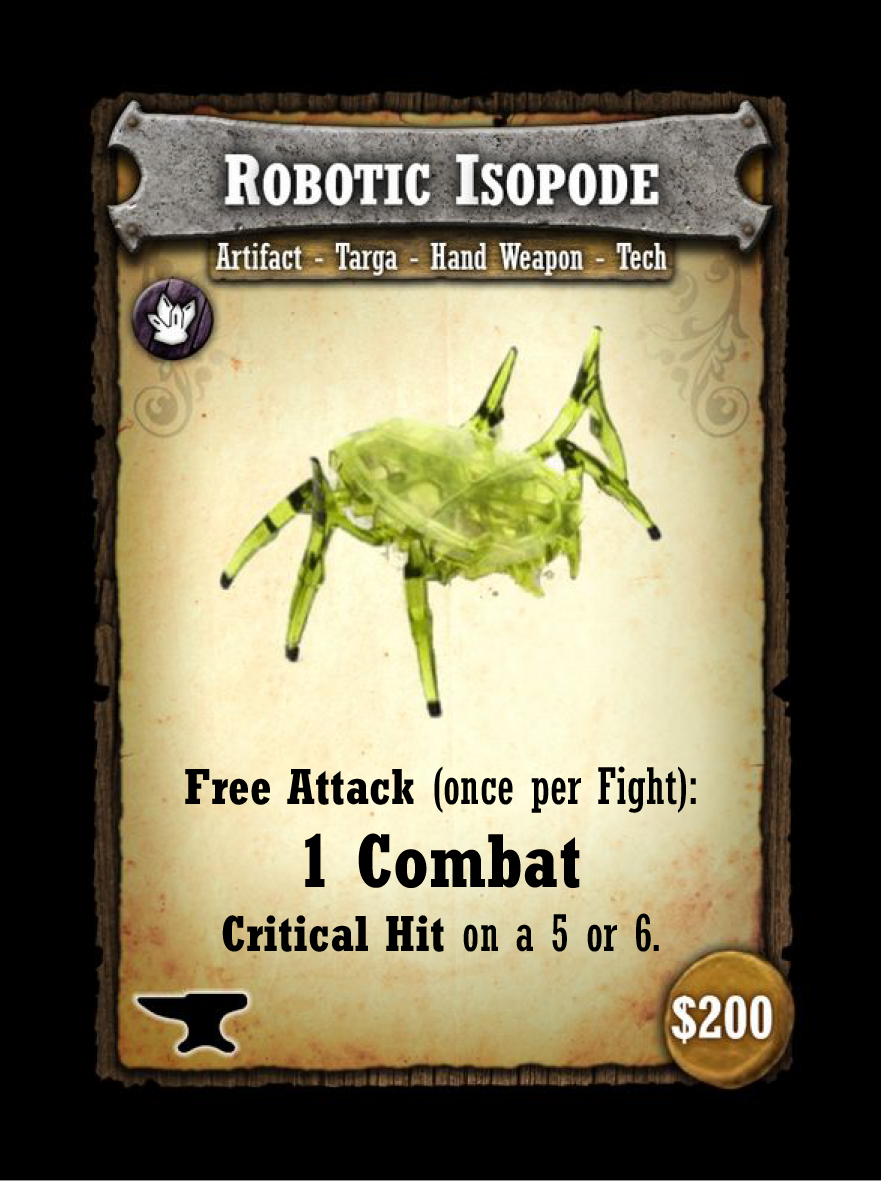 Robotic Isopode
Artifact - Targa - Hand Weapon - Tech
Free Attack (once per Fight):
1 Combat
Critical Hit on a 5 or 6.
$200